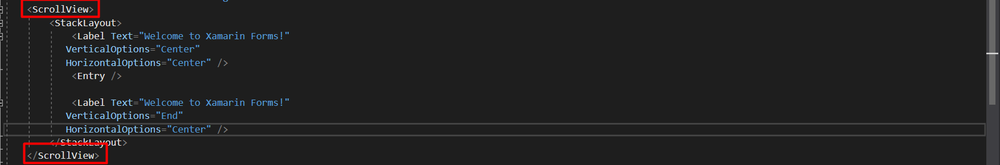 <ScrollView>
<StackLayout>
<Label Text="Welcome to Xamarin Forms!"
VerticalOptions="Center"
HorizontalOptions="Center" />
<Entry />
<Label Text="Welcome to Xamarin Forms!"
VerticalOptions="End"
HorizontalOptions="Center" />
</StackLayout>
</ScrollView>